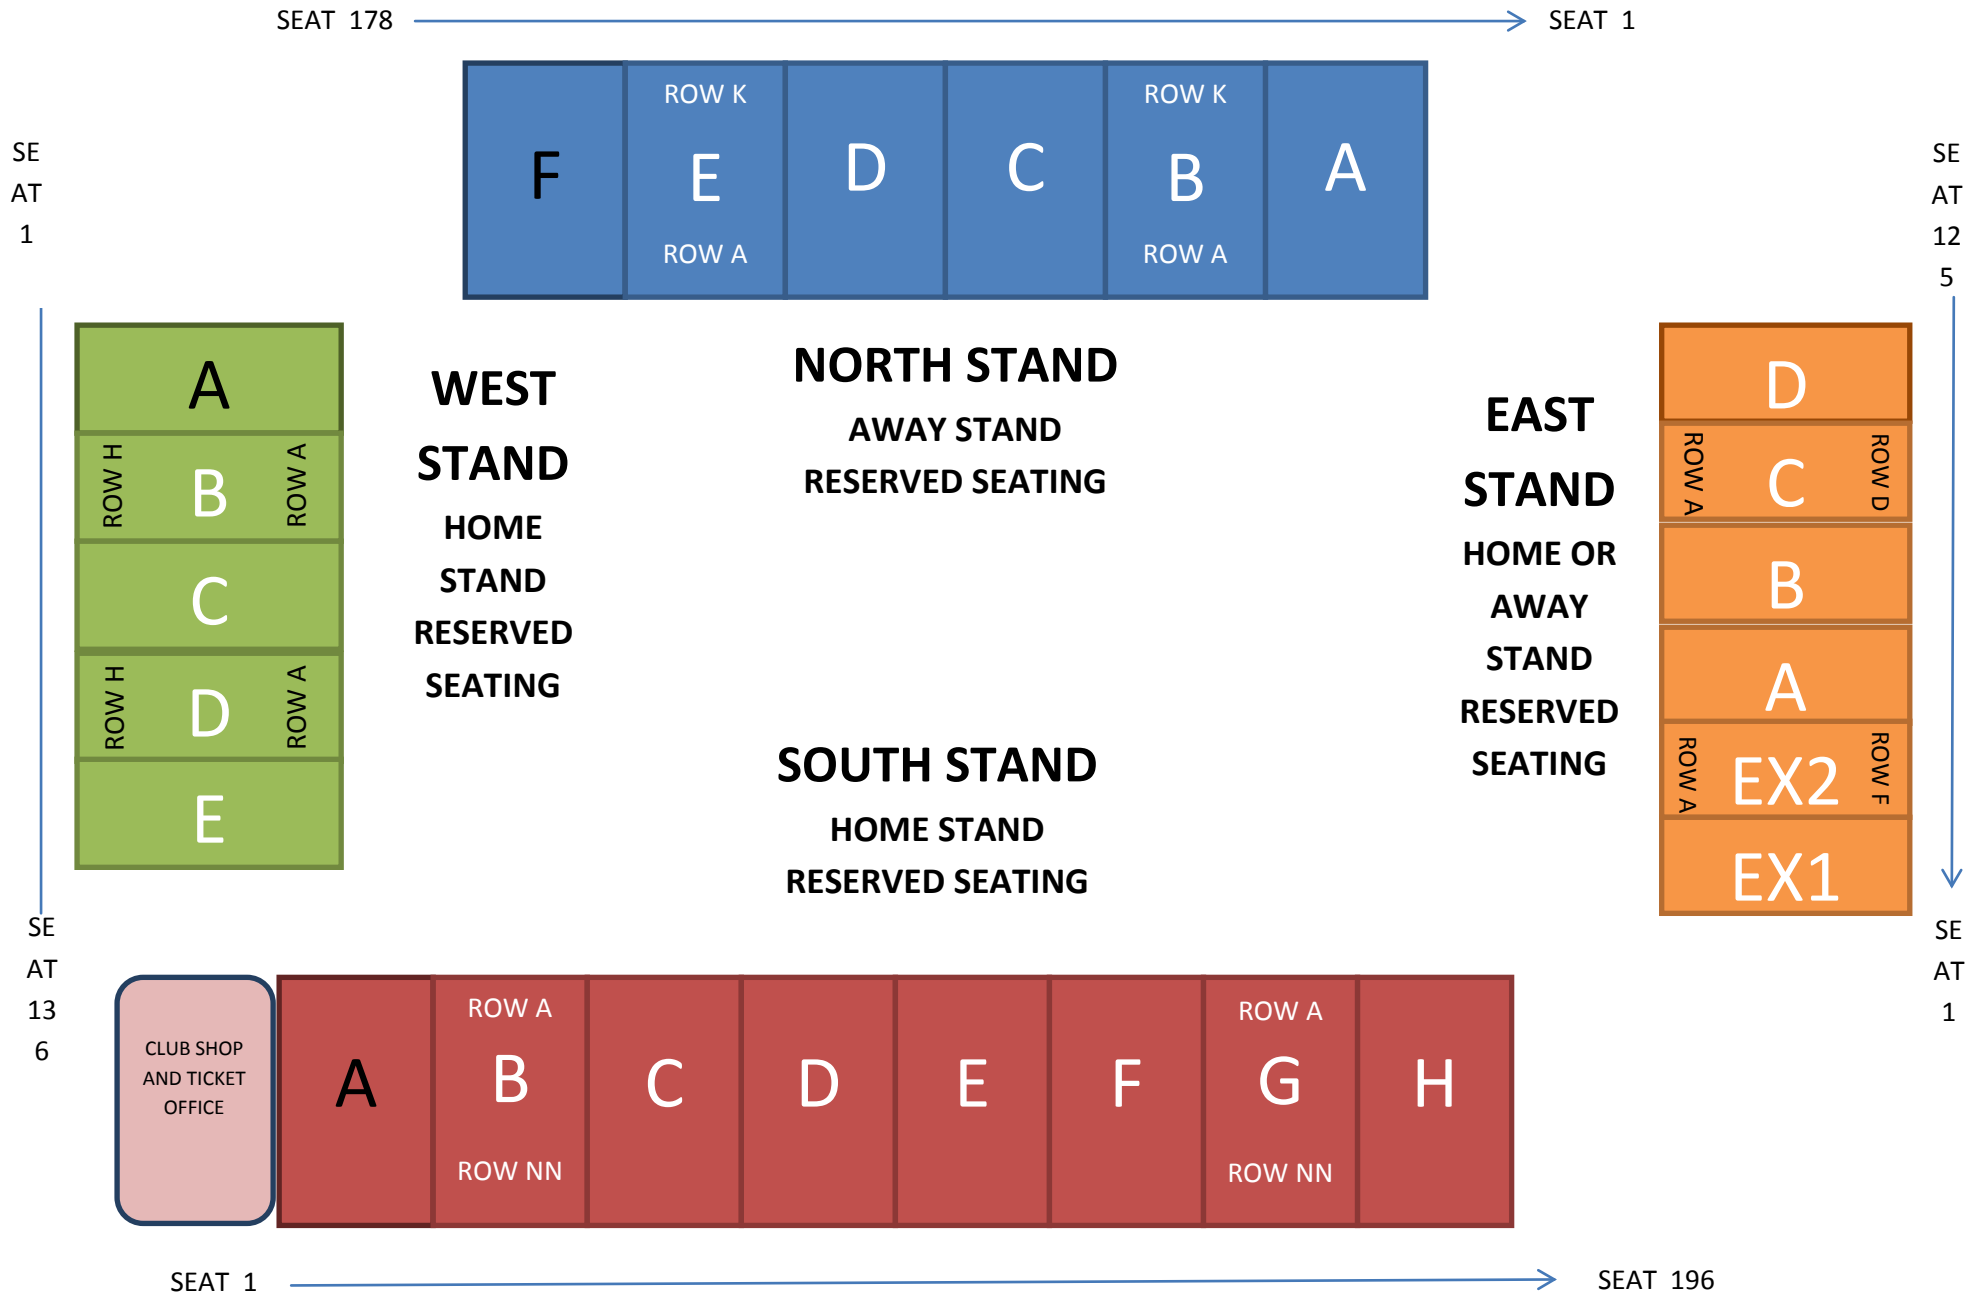 SEAT 178
SEAT 1
ROW K
ROW K
F
E
D
C
B
A
ROW A
ROW A
SE
AT
1
SE
AT
12
5
NORTH STAND
AWAY STAND
RESERVED SEATING
A
ROW H
B
ROW A
C
ROW H
D
ROW A
E
WEST
STAND
HOME
STAND
RESERVED
SEATING
EAST
STAND
HOME OR
AWAY
STAND
RESERVED
SEATING
D
ROW A
C
ROW D
B
A
ROW A
EX2
ROW F
EX1
SOUTH STAND
HOME STAND
RESERVED SEATING
SE
AT
13
6
SE
AT
1
CLUB SHOP
AND TICKET
OFFICE
ROW A
ROW A
A
B
C
D
E
F
G
H
ROW NN
ROW NN
SEAT 1
SEAT 196